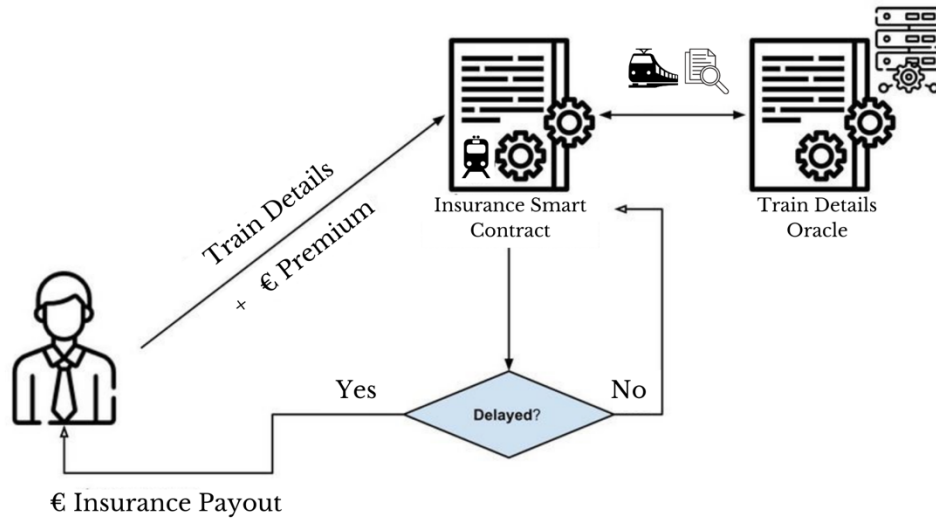 Insurance Smart
Contract
Train Details
Oracle
Train Details
+ € Premium
Yes
No
Delayed?
€ Insurance Payout